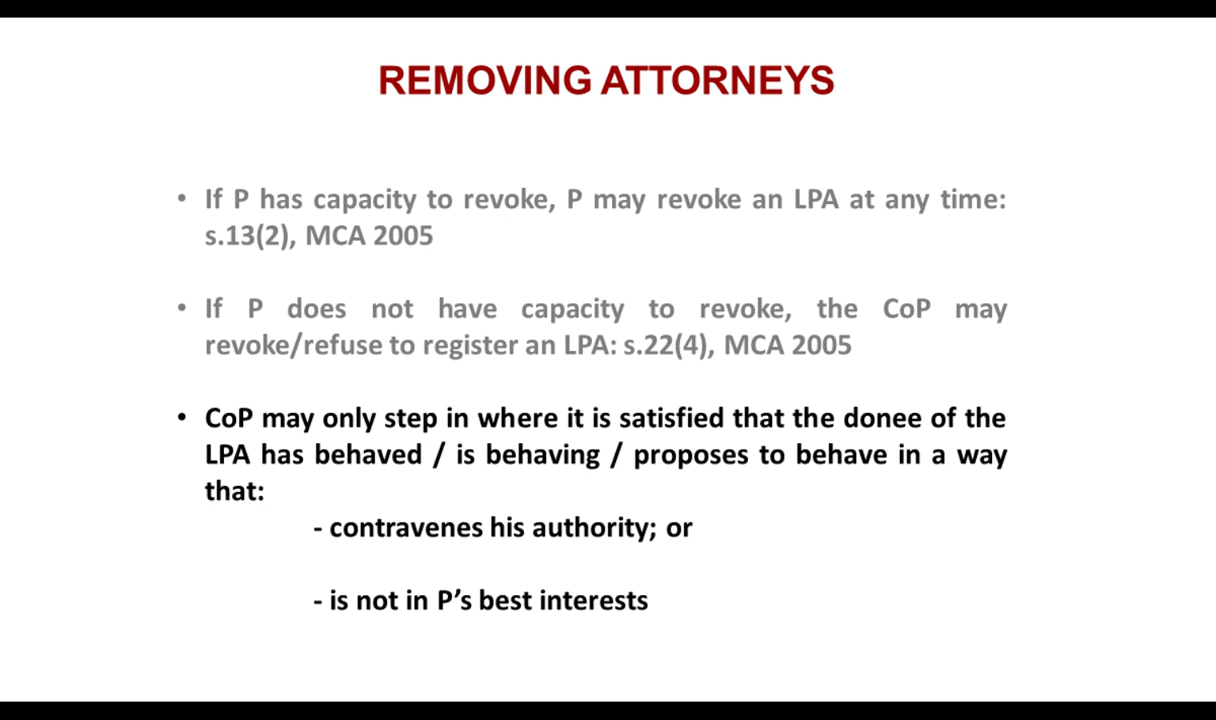 REMOVING ATTORNEYS
• If P has capacity to revoke, P may revoke an LPA at any time:
s.13(2), MCA 2005
• If P does not have capacity to revoke, the CoP may
revoke/refuse to register an LPA: s.22(4), MCA 2005
• CoP may only step in where it is satisfied that the donee of the
LPA has behaved / is behaving / proposes to behave in a way
that:
- contravenes his authority; or
- is not in P’s best interests